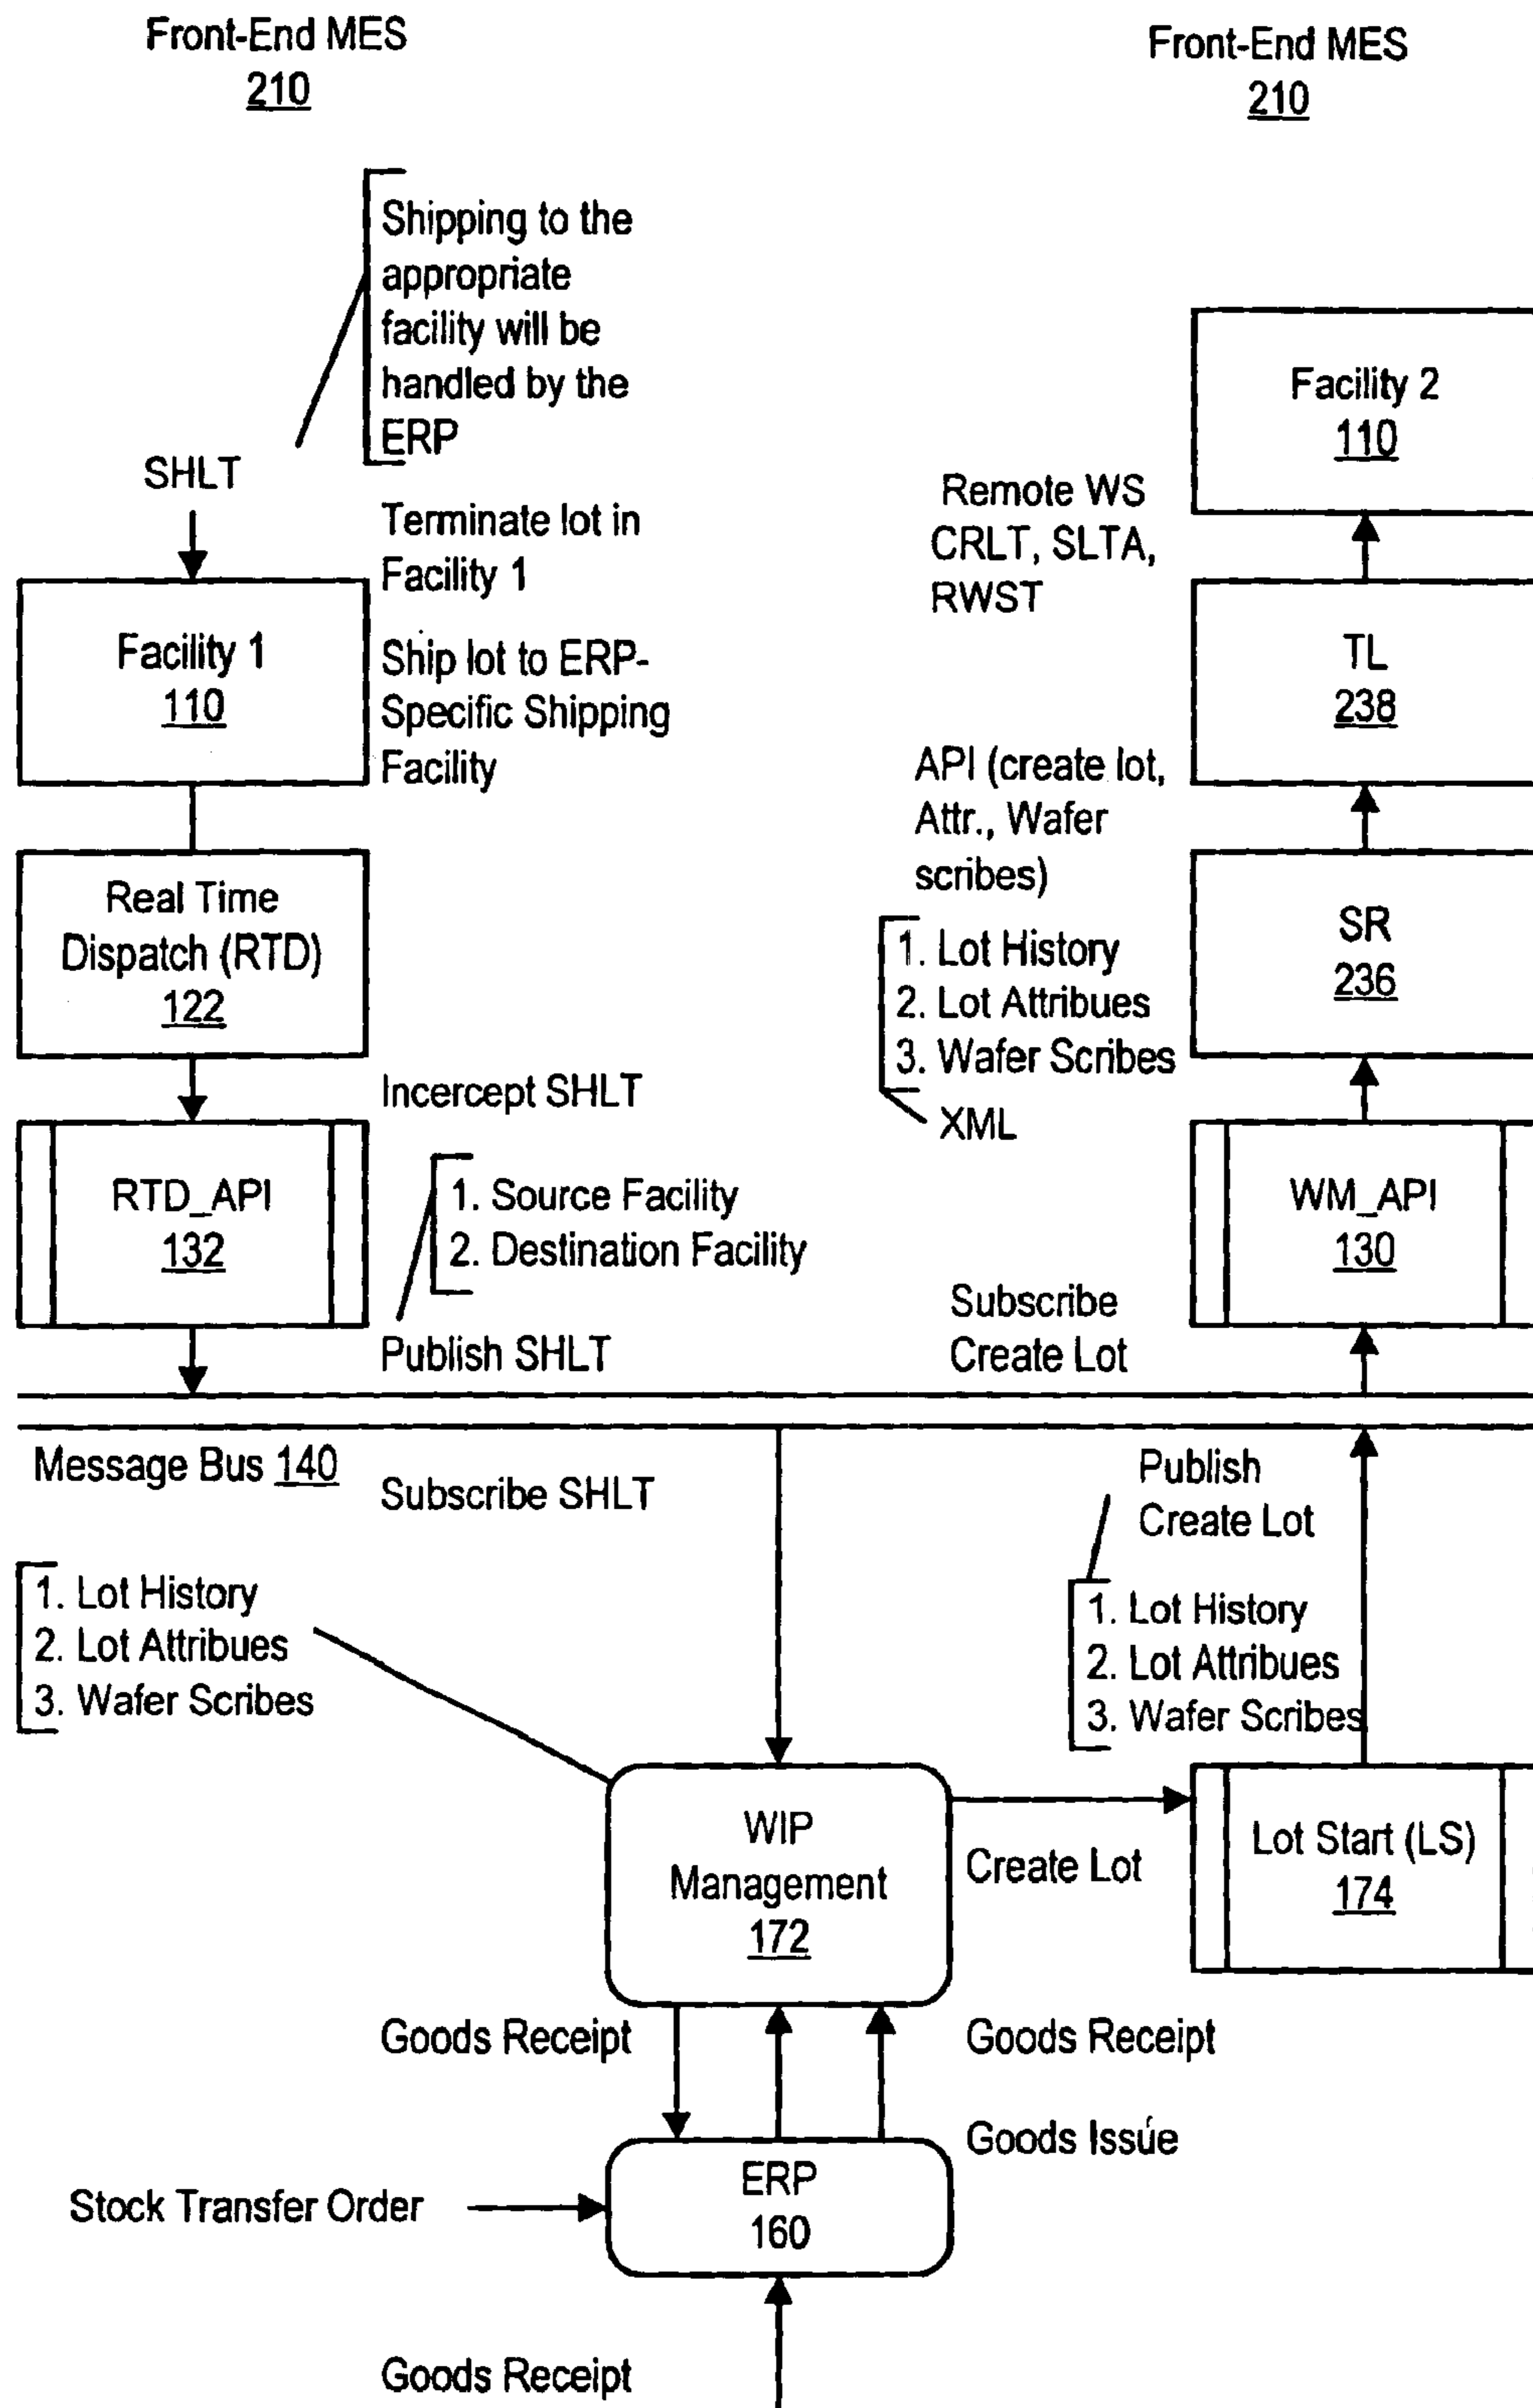 Front-End MES
210
Front-End MES
210
Shipping to the
appropriate
facility will be
handled by the
ERP
SHLT
Terminate lot in
Facility 1
Facility 1
110
Ship lot to ERP-
Specific Shipping
Facility
Real Time
Dispatch (RTD)
122
Incercept SHLT
RTD_API
132
1. Source Facility
2. Destination Facility
Publish SHLT
Facility 2
110
Remote WS
CRLT, SLTA,
RWST
TL
238
API (create lot,
Attr., Wafer
scribes)
SR
236
1. Lot History
2. Lot Attribues
3. Wafer Scribes
XML
WM_API
130
Subscribe
Create Lot
Message Bus 140
Subscribe SHLT
Publish
Create Lot
1. Lot History
2. Lot Attribues
3. Wafer Scribes
1. Lot History
2. Lot Attribues
3. Wafer Scribes
WIP
Management
172
Create Lot
Lot Start (LS)
174
Goods Receipt
Goods Receipt
Goods Issue
Stock Transfer Order
ERP
160
Goods Receipt